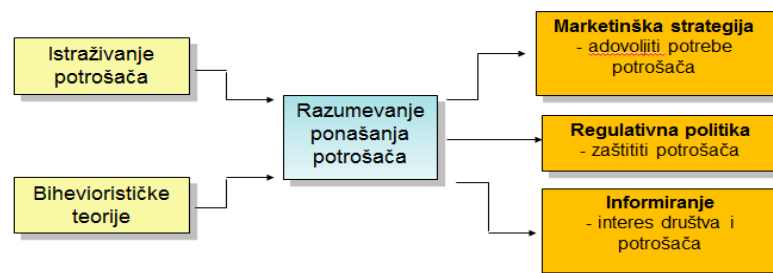 Istraživanje
potrošača
Biheviorističke
teorije
Razumevanje
ponašanja
potrošača
Marketinška strategija
- adovoljiti potrebe
potrošača
Regulativna politika
- zaštititi potrošača
Informiranje
- interes društva i
potrošača